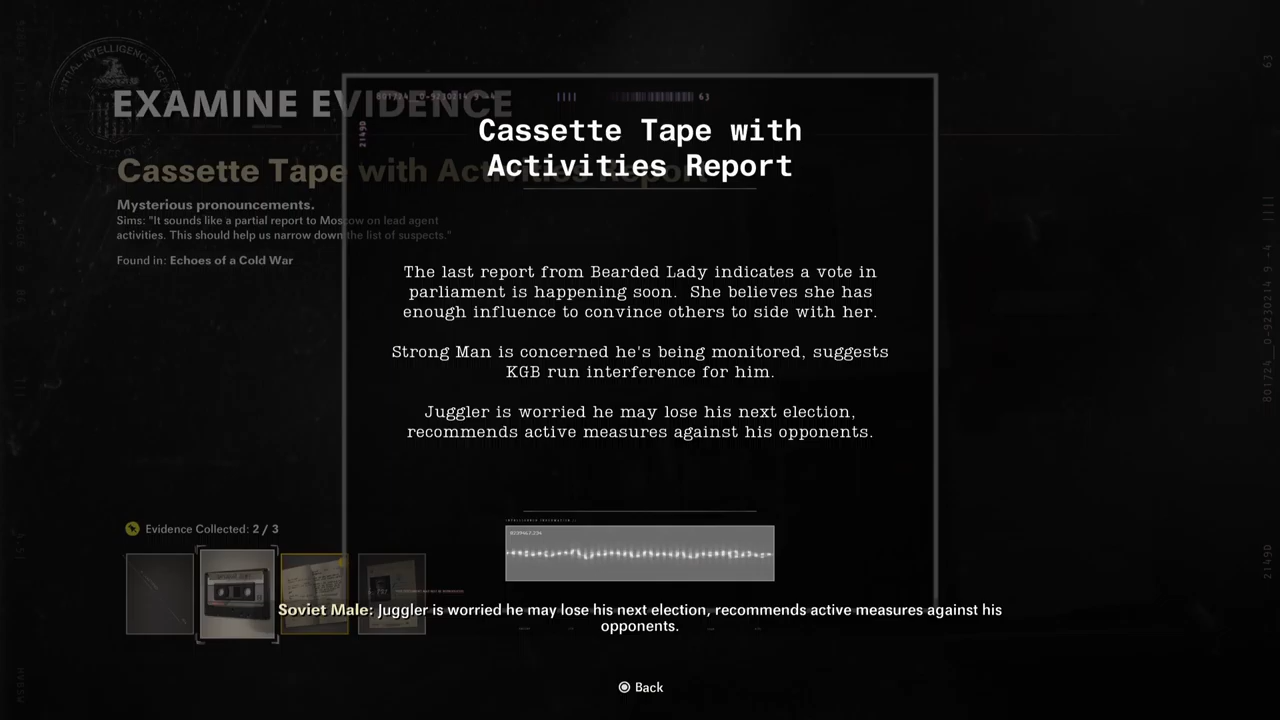 EXAMINE EVIDENCE
63
21490
Cassette Tape with
Activities Report
Cassette Tape with Activities Report
Mysterious pronouncements.
Sims: "It sounds like a partial report to Moscow on lead agent
activities. This should help us narrow down the list of suspects."
Found in: Echoes of a Cold War
The last report from Bearded Lady indicates a vote in
parliament is happening soon. She believes she has
enough influence to convince others to side with her.
Strong Man is concerned he's being monitored, suggests
KGB run interference for him.
Juggler is worried he may lose his next election,
recommends active measures against his opponents.
Evidence Collected: 2 / 3
Soviet Male: Juggler is worried he may lose his next election, recommends active measures against his
opponents.
Back